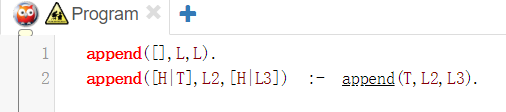 Program
1 append([],L,L).
2 append([H|T],L2,[H|L3]) :- append(T,L2,L3).